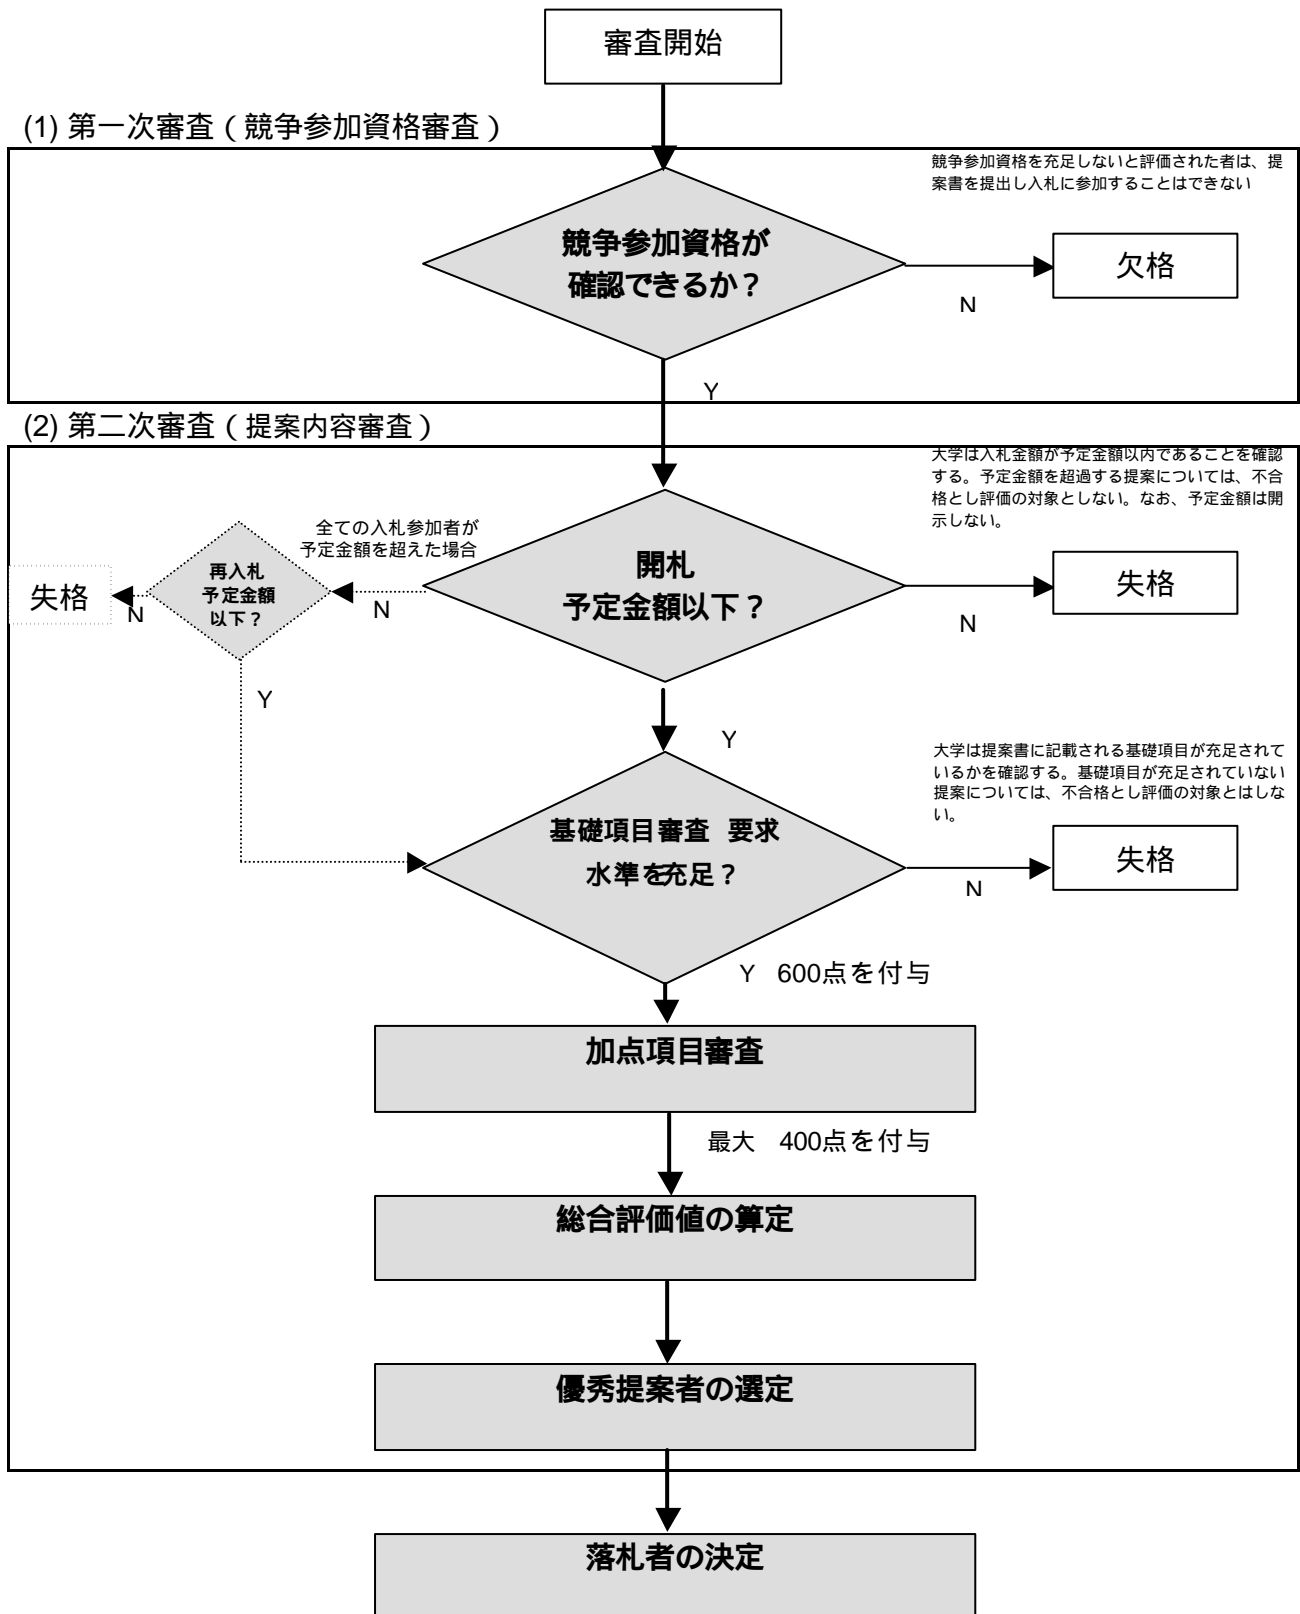 審査開始
(1) 第一次審査（競争参加資格審査）
競争参加資格を充足しないと評価された者は、提
案書を提出し入札に参加することはできない
競争参加資格が
確認できるか？
欠格
N
Y
(2) 第二次審査（提案内容審査）
大学は入札金額が予定金額以内であることを確認
する。予定金額を超過する提案については、不合
格とし評価の対象としない。なお、予定金額は開
示しない。
全ての入札参加者が
予定金額を超えた場合
開札
予定金額以下？
再入札
予定金額
以下？
失格
N
N
失格
N
Y
Y
大学は提案書に記載される基礎項目が充足されて
いるかを確認する。基礎項目が充足されていない
提案については、不合格とし評価の対象とはしな
い。
基礎項目審査 要求
水準を充足？
失格
N
Y 600点を付与
加点項目審査
最大 400点を付与
総合評価値の算定
優秀提案者の選定
落札者の決定